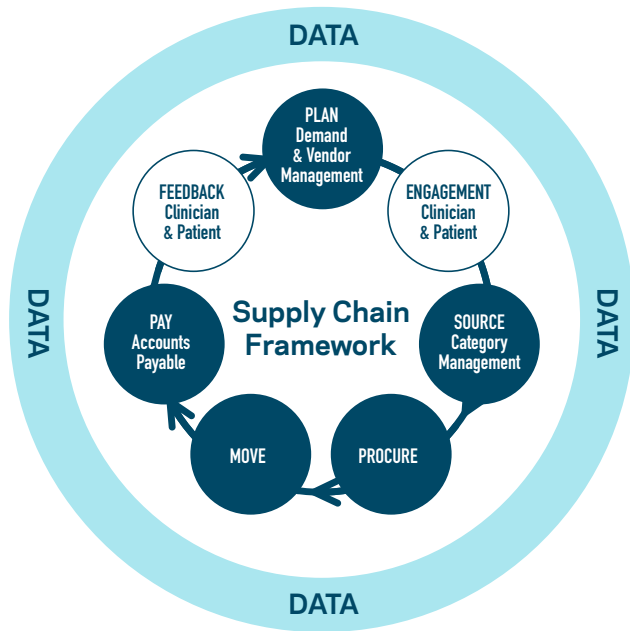 DATA
PLAN
Demand
& Vendor
Management
FEEDBACK
Clinician
& Patient
ENGAGEMENT
Clinician
& Patient
DATA
PAY
Accounts
Payable
Supply Chain
Framework
SOURCE
Category
Management
DATA
MOVE
PROCURE
DATA